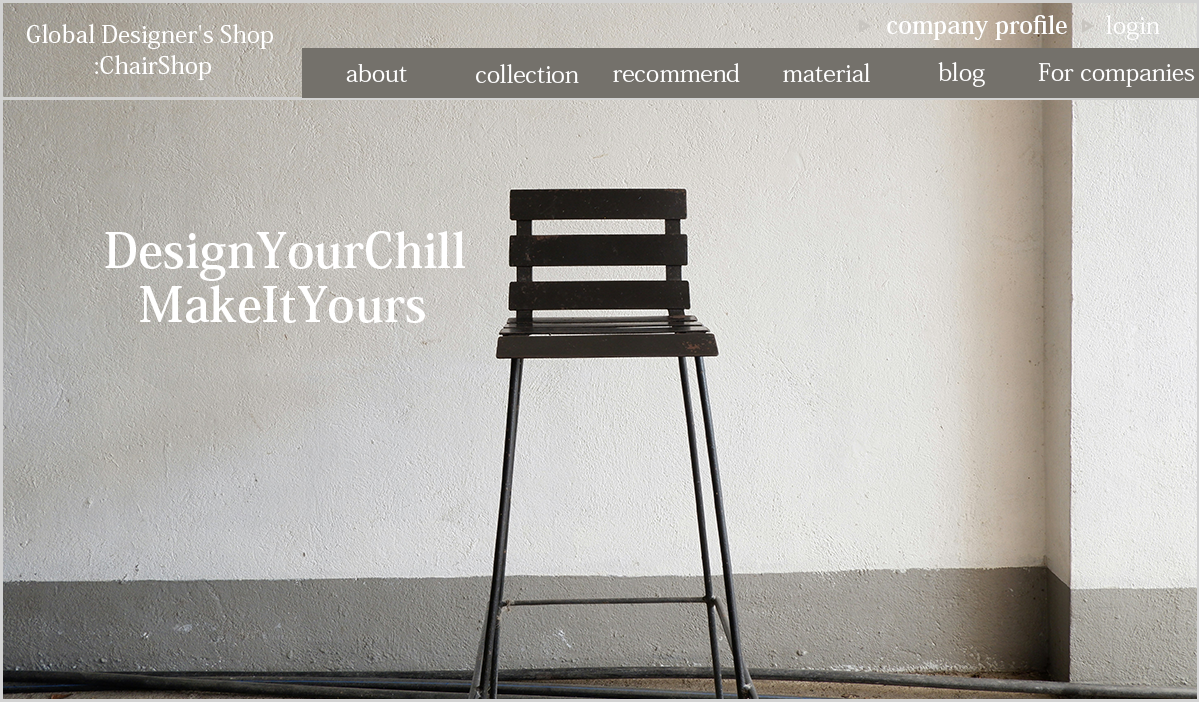 Global Designer's Shop
:ChairShop
company profile
login
about
collection
recommend
material
blog
For companies
DesignYourChill
MakeItYours